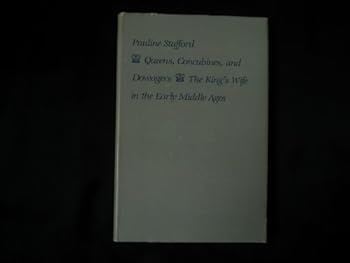 Pauline Stafford
Queens, Concubines, and
Dowagers The King's Wife
in the Early Middle Ages